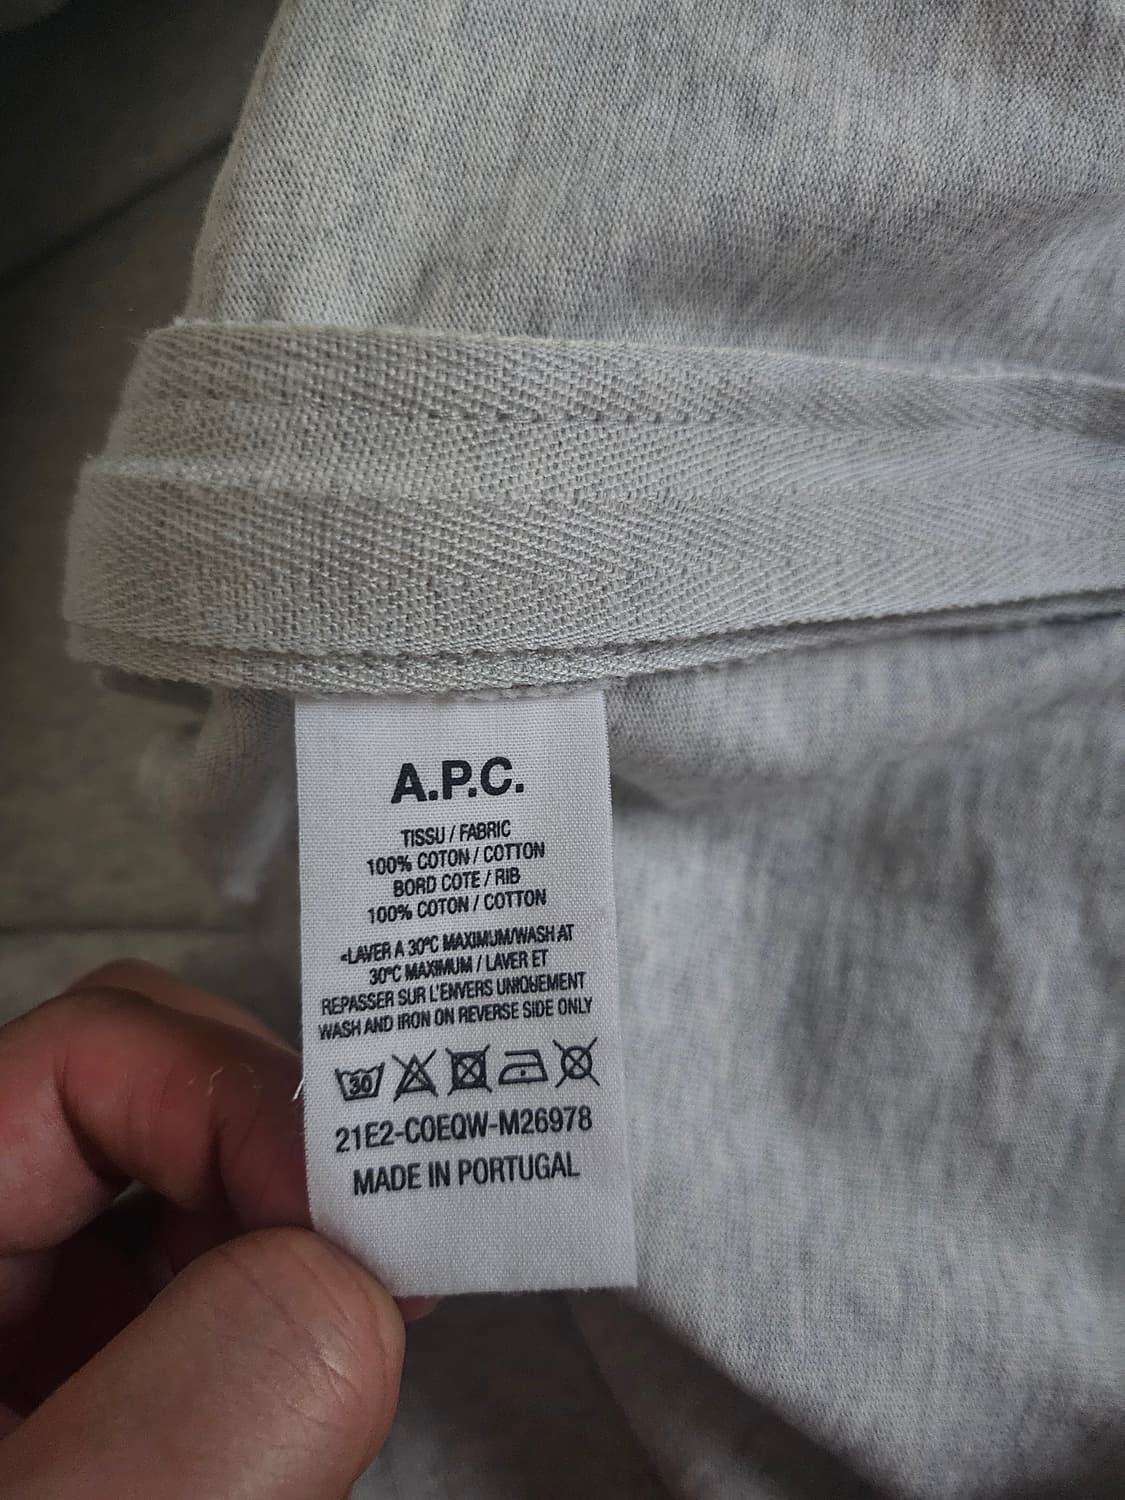 A.P.C.
TISSU / FABRIC
100% COTON / COTTON
BORD COTE / RIB
100% COTON / COTTON
<LAVER A 30°C MAXIMUM/WASH AT
30°C MAXIMUM / LAVER ET
REPASSER SUR L'ENVERS UNIQUEMENT
WASH AND IRON ON REVERSE SIDE ONLY
30
21E2-COEQW-M26978
MADE IN PORTUGAL